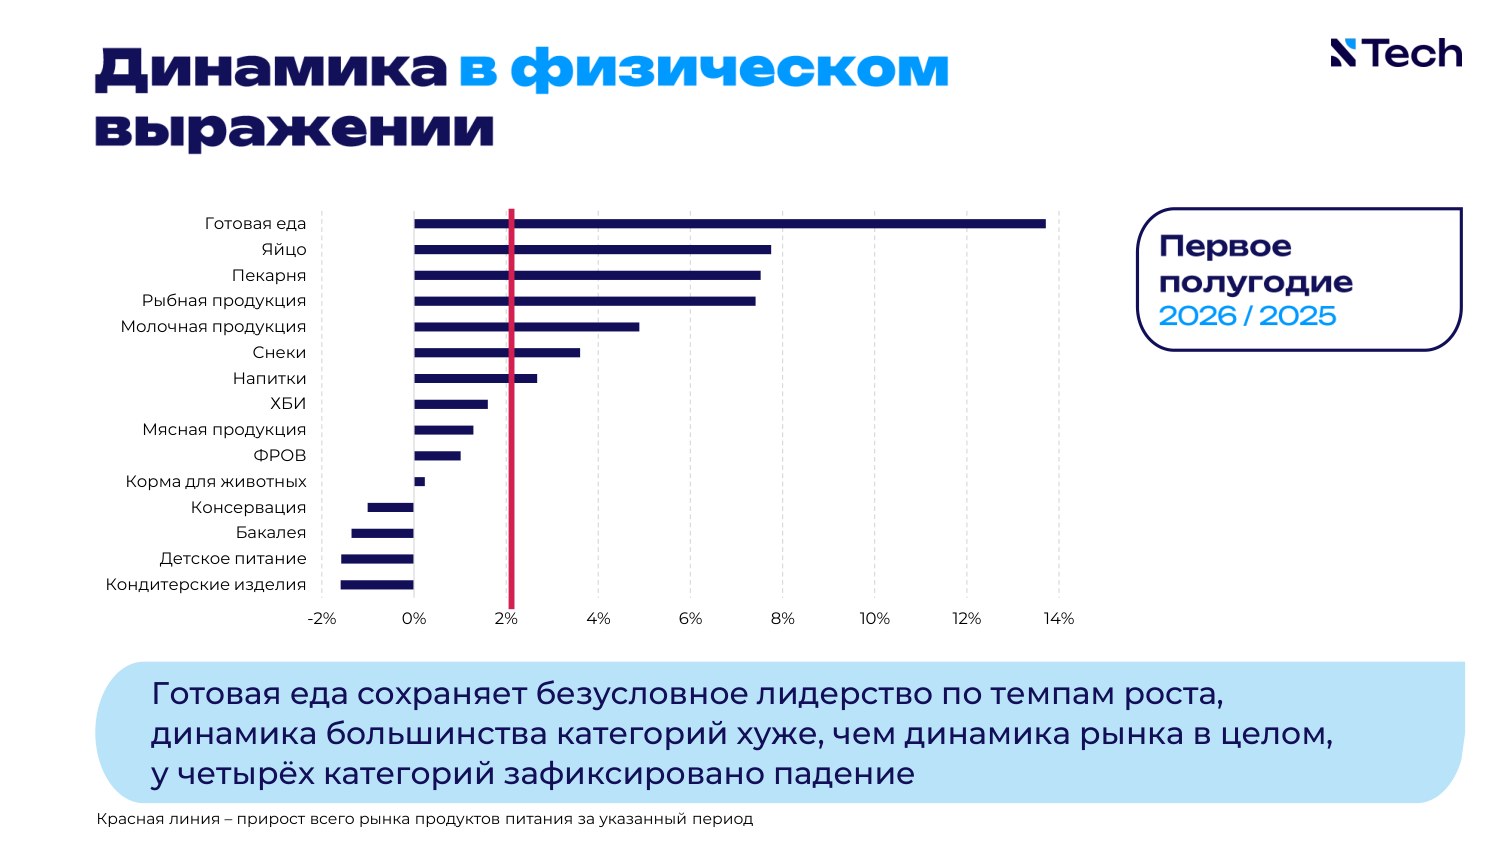 Динамика в физическом
выражении
Tech
Готовая еда
Яйцо
Пекарня
Рыбная продукция
Молочная продукция
Снеки
Напитки
ХБИ
Мясная продукция
ФРОВ
Корма для животных
Консервация
Бакалея
Детское питание
Кондитерские изделия
-2% 0% 2% 4% 6% 8% 10% 12% 14%
Первое
полугодие
2026 / 2025
Готовая еда сохраняет безусловное лидерство по темпам роста,
динамика большинства категорий хуже, чем динамика рынка в целом,
у четырёх категорий зафиксировано падение
Красная линия – прирост всего рынка продуктов питания за указанный период